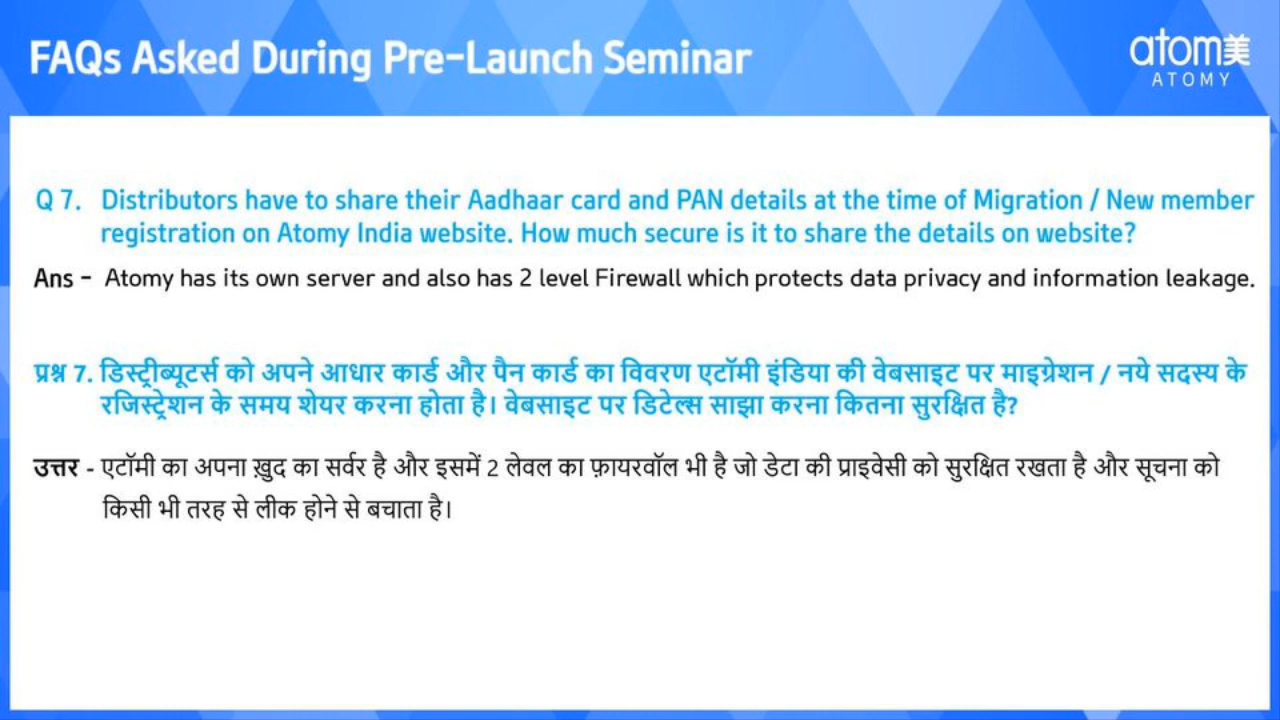 FAQs Asked During Pre-Launch Seminar
atom美
ATOMY
Q 7. Distributors have to share their Aadhaar card and PAN details at the time of Migration / New member
registration on Atomy India website. How much secure is it to share the details on website?
Ans - Atomy has its own server and also has 2 level Firewall which protects data privacy and information leakage.
प्रश्न 7. डिस्ट्रीब्यूटर्स को अपने आधार कार्ड और पैन कार्ड का विवरण एटॉमी इंडिया की वेबसाइट पर माइग्रेशन / नये सदस्य के
रजिस्ट्रेशन के समय शेयर करना होता है। वेबसाइट पर डिटेल्स साझा करना कितना सुरक्षित है?
उत्तर - एटॉमी का अपना ख़ुद का सर्वर है और इसमें 2 लेवल का फ़ायरवॉल भी है जो डेटा की प्राइवेसी को सुरक्षित रखता है और सूचना को
किसी भी तरह से लीक होने से बचाता है।